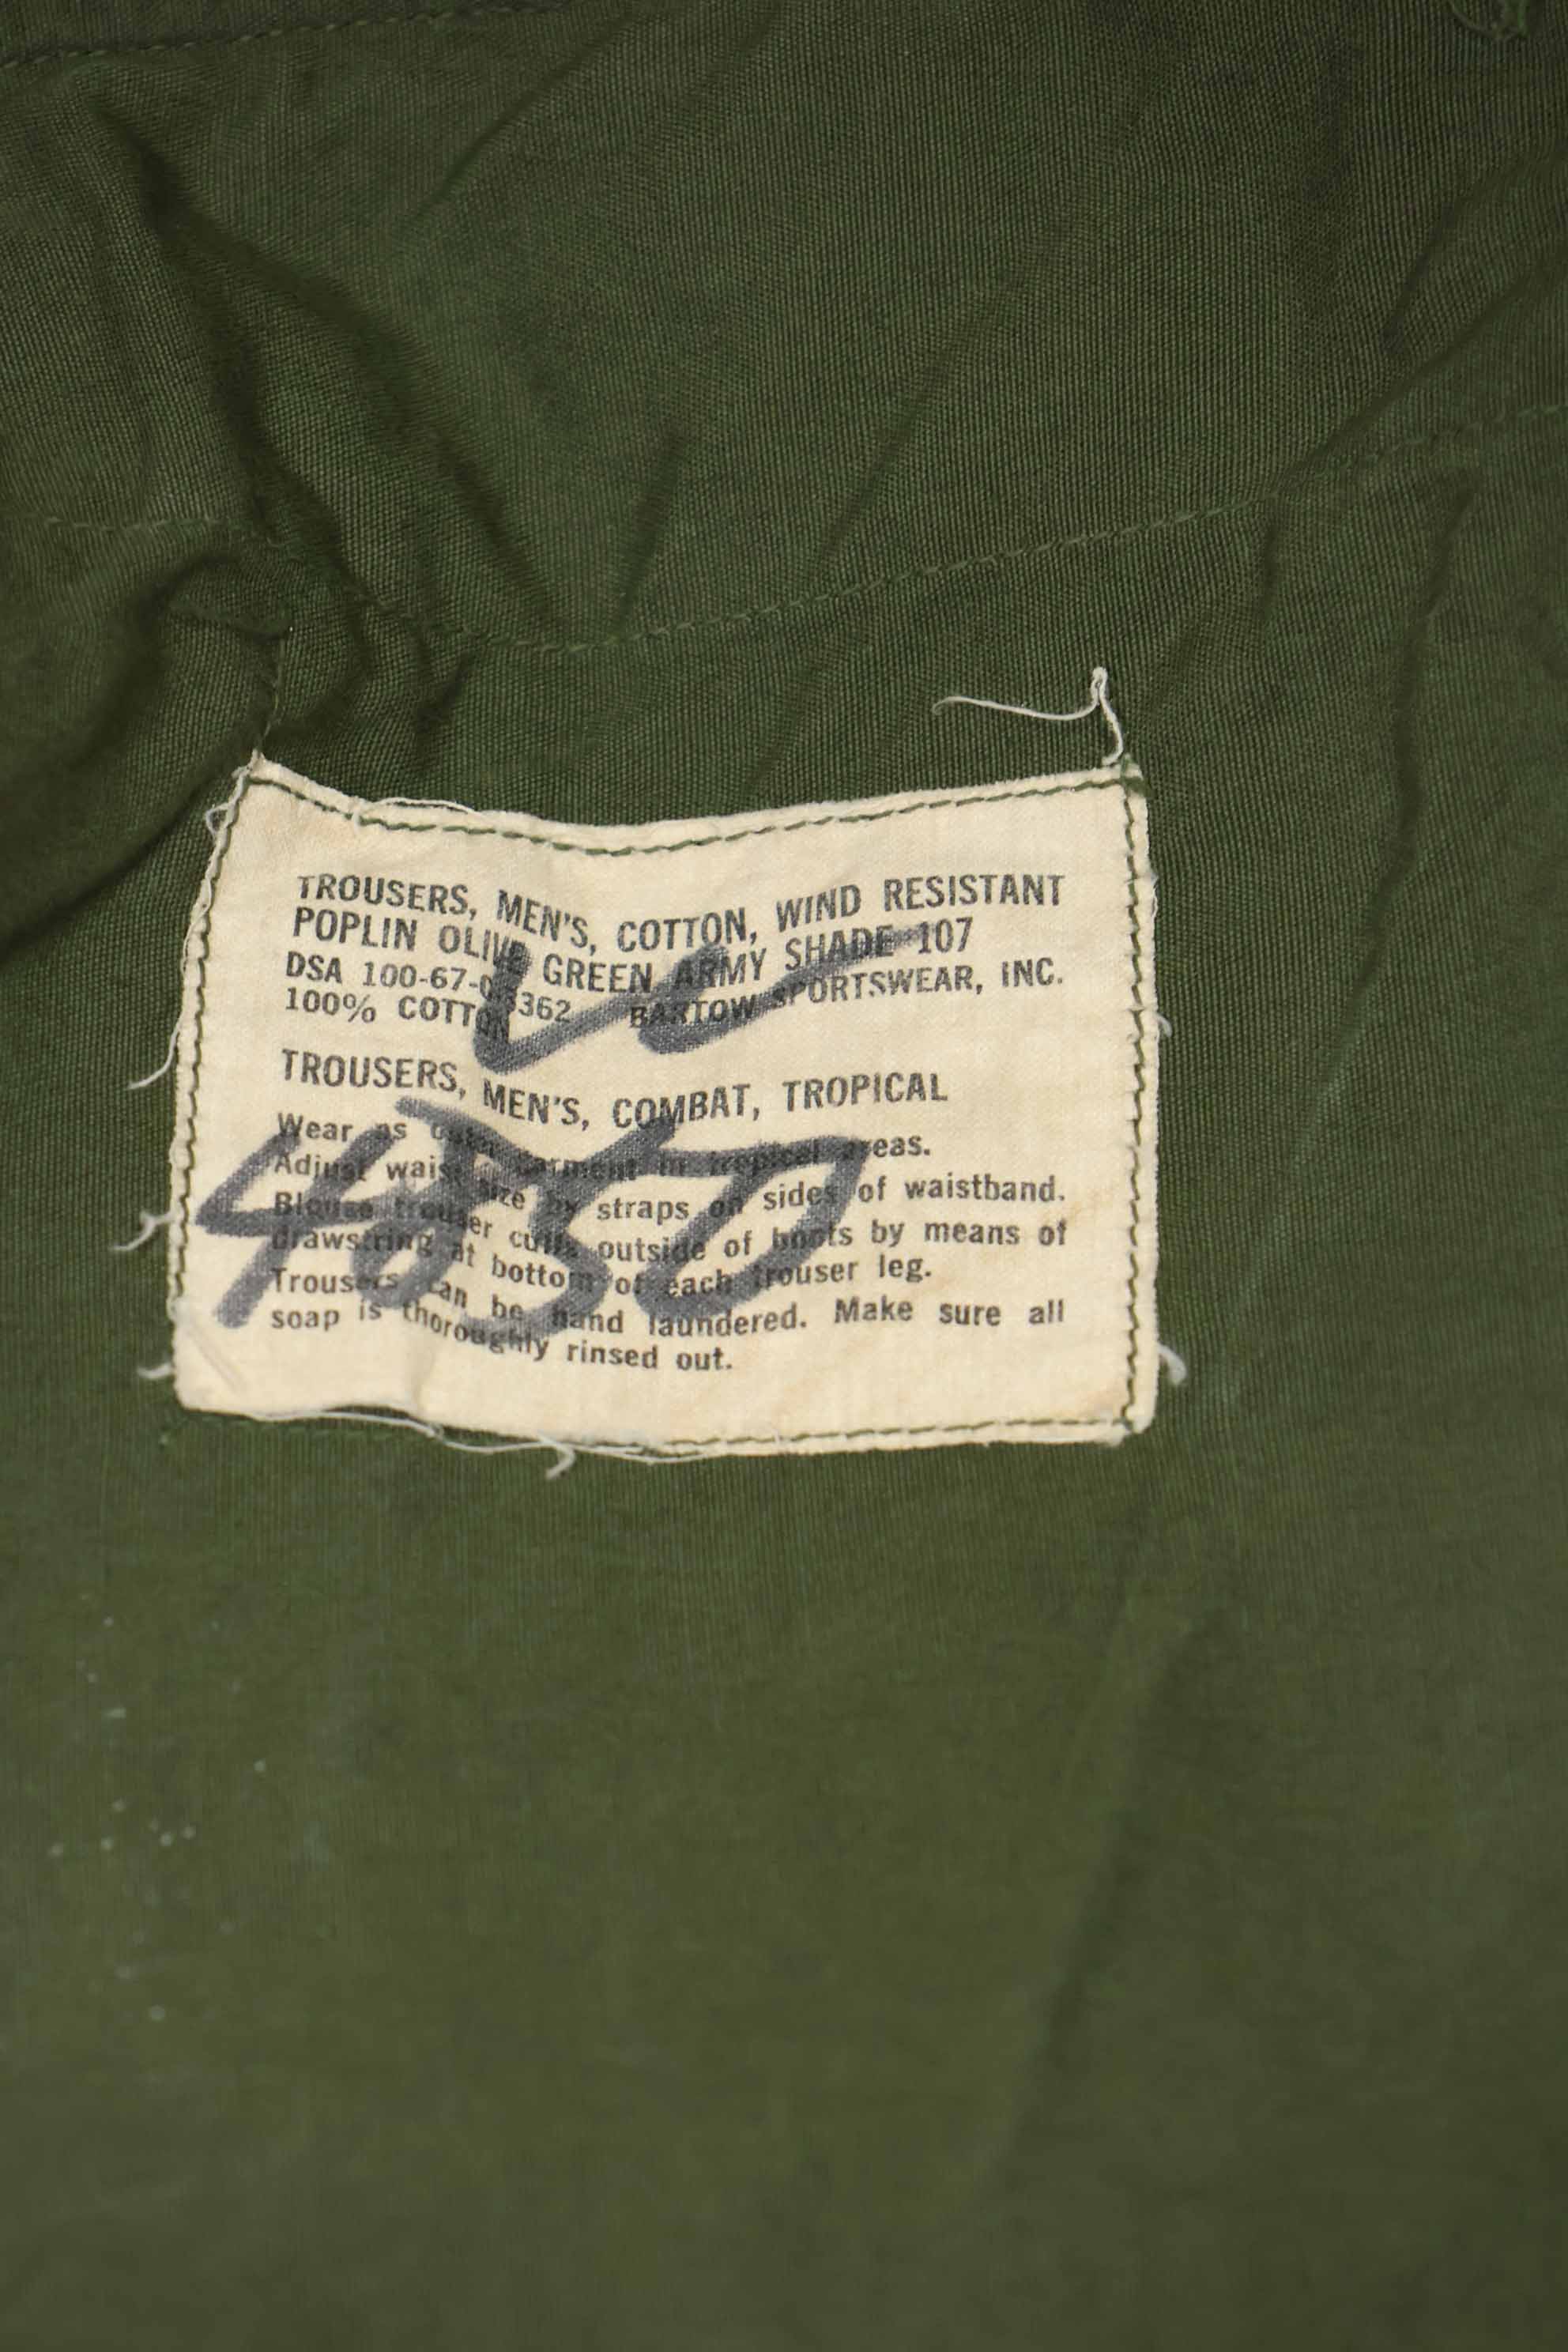 TROUSERS, MEN'S, COTTON, WIND RESISTANT
POPLIN OLIVE GREEN ARMY SHADE 107
DSA 100-67- 3362 BARTOW SPORTSWEAR, INC.
100% COTTON
TROUSERS, MEN'S, COMBAT, TROPICAL
Wear as outer garment in tropical areas.
Adjust waist size by straps on sides of waistband.
Blouse trouser cuffs outside of boots by means of
drawstring at bottom of each trouser leg.
Trousers can be hand laundered. Make sure all
soap is thoroughly rinsed out.